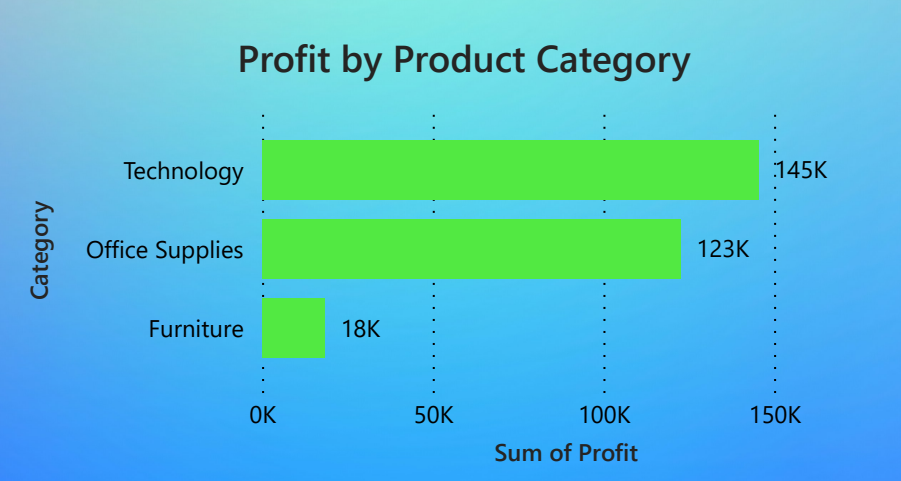 Profit by Product Category
Category
Technology
145K
Office Supplies
123K
Furniture
18K
0K
50K
100K
150K
Sum of Profit